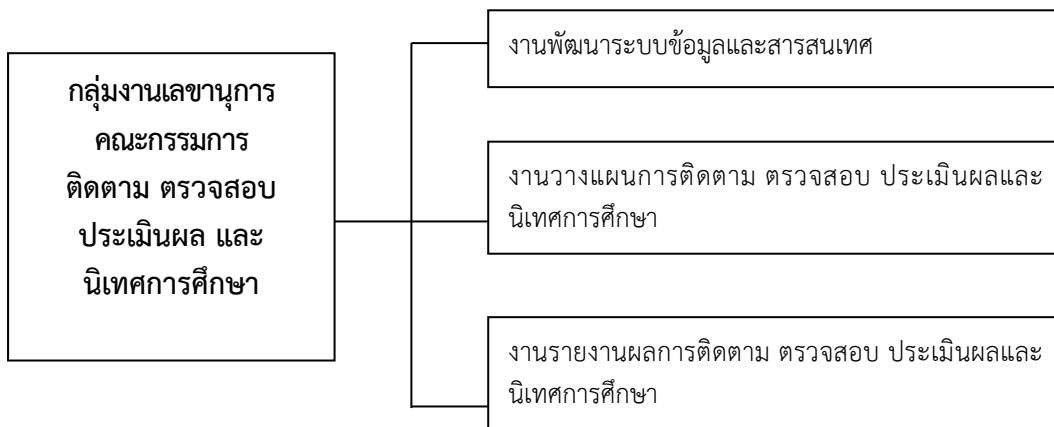 กลุ่มงานเลขานุการ
คณะกรรมการ
ติดตาม ตรวจสอบ
ประเมินผล และ
นิเทศการศึกษา
งานพัฒนาระบบข้อมูลและสารสนเทศ
งานวางแผนการติดตาม ตรวจสอบ ประเมินผลและ
นิเทศการศึกษา
งานรายงานผลการติดตาม ตรวจสอบ ประเมินผลและ
นิเทศการศึกษา